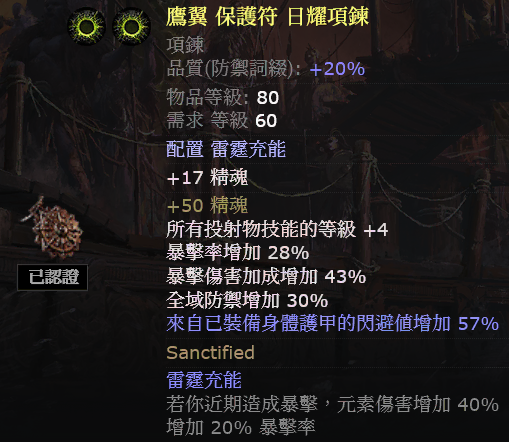 鷹翼 保護符 日耀項鍊
項鍊
品質(防禦詞綴): +20%
物品等級: 80
需求 等級 60
配置 雷霆充能
+17 精魂
+50 精魂
所有投射物技能的等級 +4
暴擊率增加 28%
暴擊傷害加成增加 43%
已認證
全域防禦增加 30%
來自已裝備身體護甲的閃避值增加 57%
Sanctified
雷霆充能
若你近期造成暴擊，元素傷害增加 40%
增加 20% 暴擊率